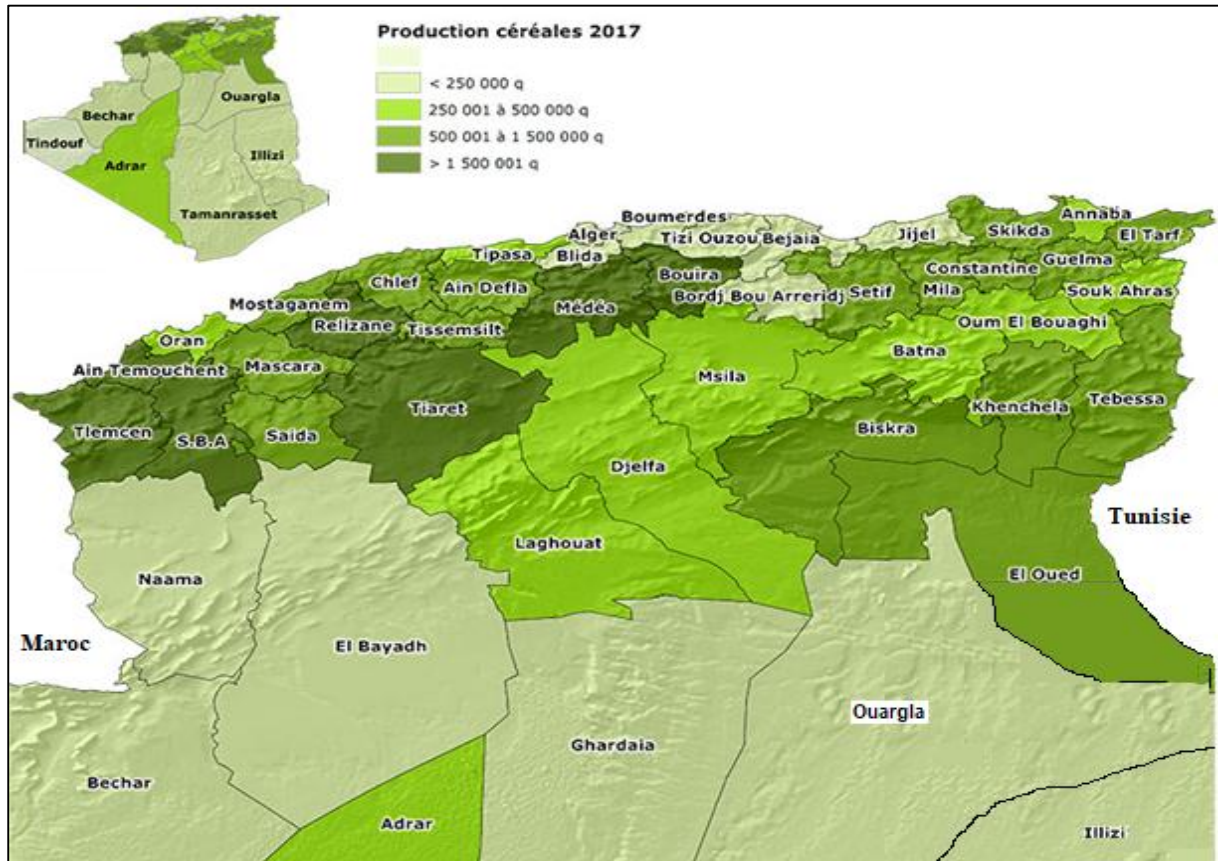 Production céréales 2017
< 250 000 q
250 001 à 500 000 q
500 001 à 1 500 000 q
> 1 500 001 q
Ouargla
Bechar
Tindouf
Illizi
Adrar
Tamanrasset
Boumerdes
Alger
Tizi Ouzou
Bejaia
Jijel
Skikda
Annaba
El Tarf
Tipasa
Blida
Bouira
Constantine
Guelma
Chlef
Ain Defla
Médéa
Bordj Bou Arreridj
Setif
Mila
Souk Ahras
Mostaganem
Relizane
Tissemsilt
Oum El Bouaghi
Oran
Ain Temouchent
Mascara
Batna
Msila
Tlemcen
S.B.A
Saida
Tiaret
Biskra
Khenchela
Tebessa
Djelfa
Tunisie
Laghouat
Naama
El Oued
Maroc
El Bayadh
Ghardaia
Ouargla
Bechar
Adrar
Illizi